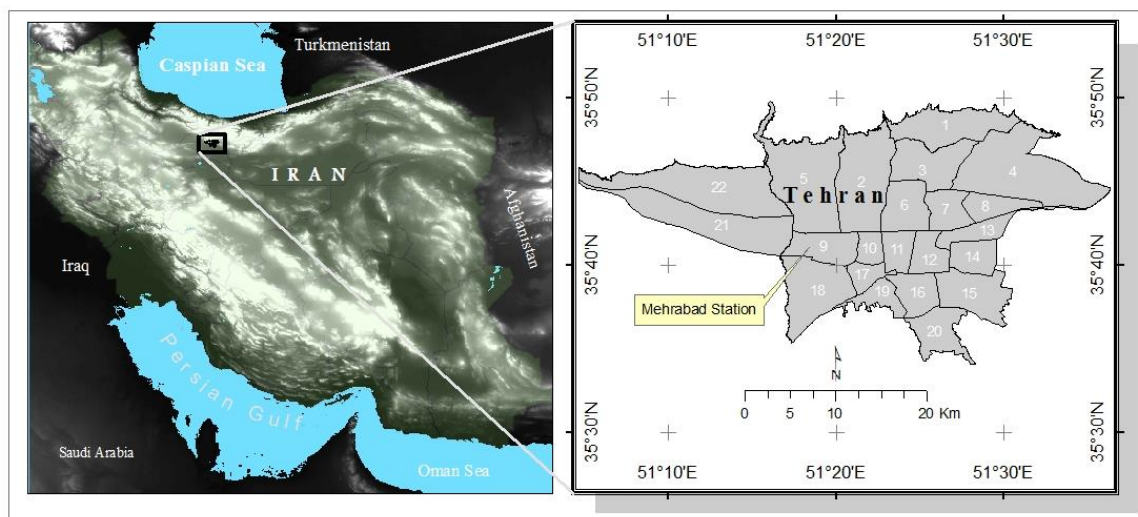 Turkmenistan
Caspian Sea
IRAN
Afghanistan
Iraq
Persian Gulf
Saudi Arabia
Oman Sea
51°10'E 51°20'E 51°30'E
35°50'N 35°50'N
1
3 4
22 5 2
Tehran
6 7 8
21
13
9 10 11
12 14
35°40'N 35°40'N
17
18 19 16 15
Mehrabad Station
20
N
0 5 10 20 Km
35°30'N 35°30'N
51°10'E 51°20'E 51°30'E